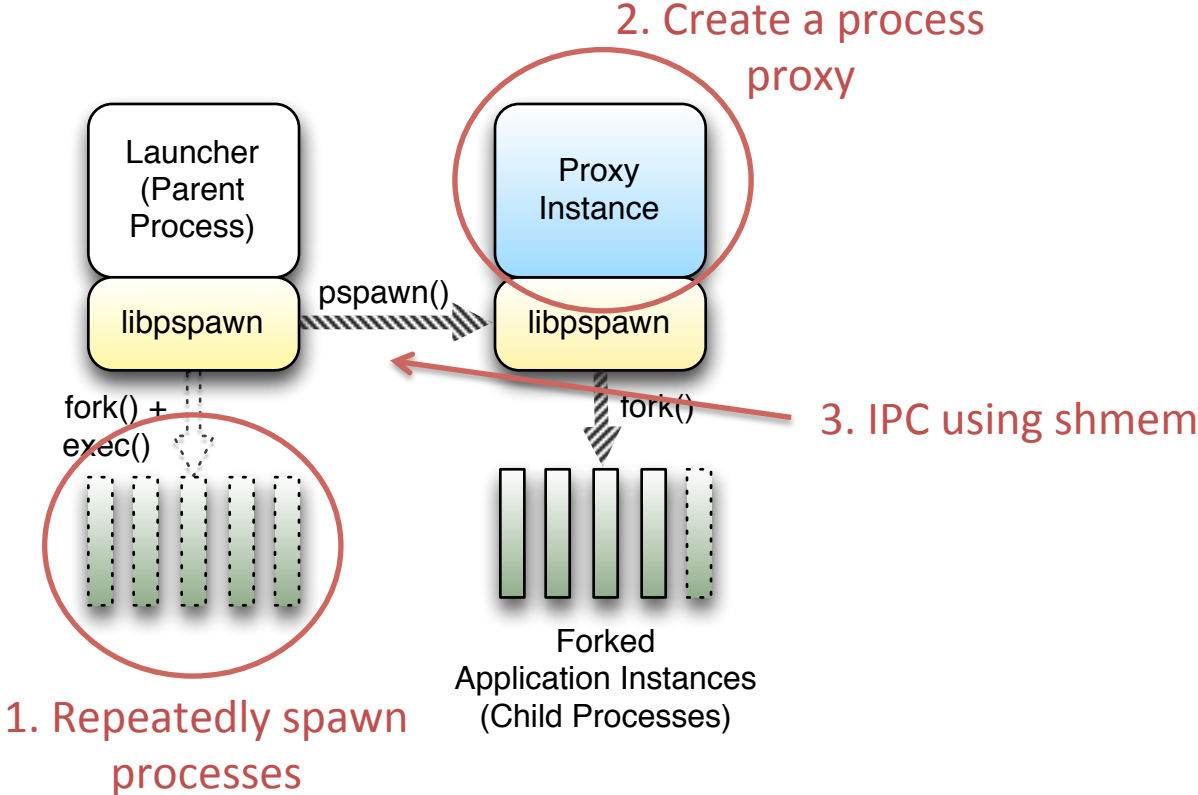 2. Create a process
proxy
Launcher
(Parent
Process)
Proxy
Instance
libpspawn
pspawn()
libpspawn
fork() +
exec()
fork()
3. IPC using shmem
Forked
Application Instances
(Child Processes)
1. Repeatedly spawn
processes